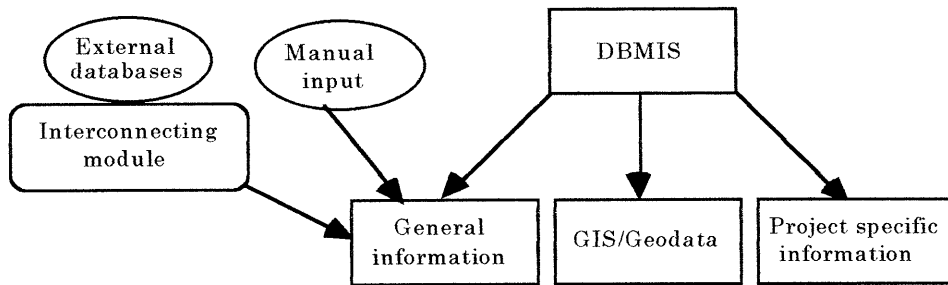 External
databases
Manual
input
DBMIS
Interconnecting
module
General
information
GIS/Geodata
Project specific
information